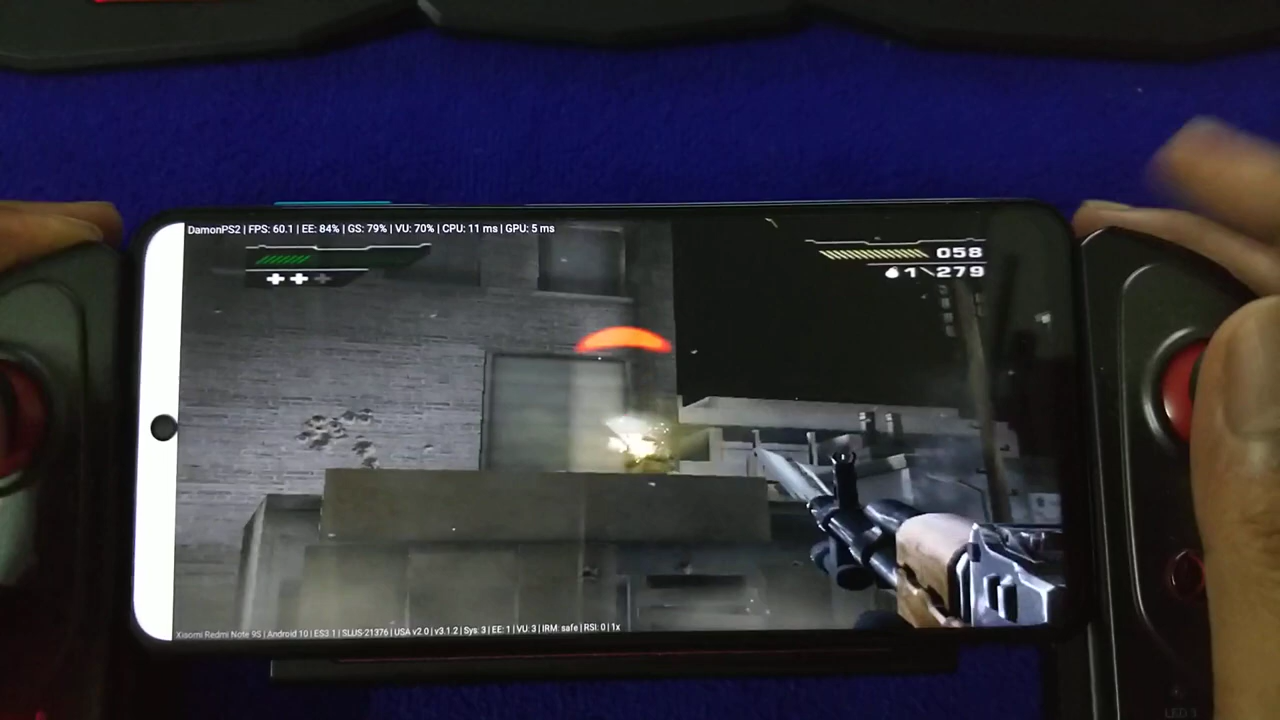 DamonPS2 | FPS: 60.1 | EE: 84% | GS: 79% | VU: 70% | CPU: 11 ms | GPU: 5 ms
058
1\279
Xiaomi Redmi Note 9S | Android 10 | ES3.1 | SLUS-21376 | USA v2.0 | v3.1.2 | Sys: 3 | EE: 1 | VU: 3 | IRM: safe | RSI: 0 | 1x
LED 1